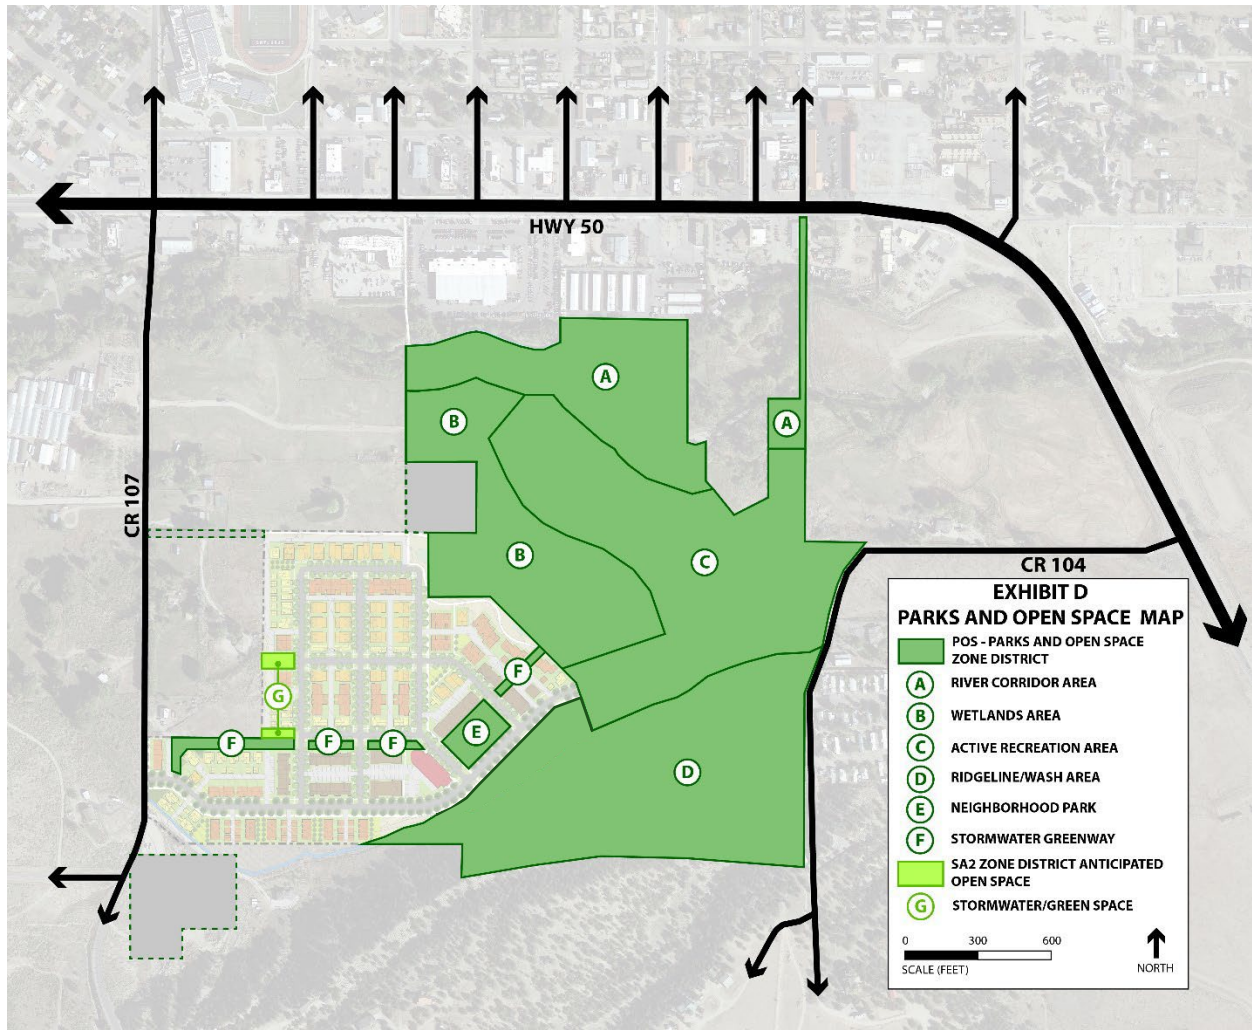 HWY 50
A
A
B
CR 107
B
C
CR 104
F
G
E
F
F
F
D
EXHIBIT D
PARKS AND OPEN SPACE MAP
POS - PARKS AND OPEN SPACE
ZONE DISTRICT
A RIVER CORRIDOR AREA
B WETLANDS AREA
C ACTIVE RECREATION AREA
D RIDGELINE/WASH AREA
E NEIGHBORHOOD PARK
F STORMWATER GREENWAY
SA2 ZONE DISTRICT ANTICIPATED
OPEN SPACE
G STORMWATER/GREEN SPACE
0 300 600
SCALE (FEET)
NORTH